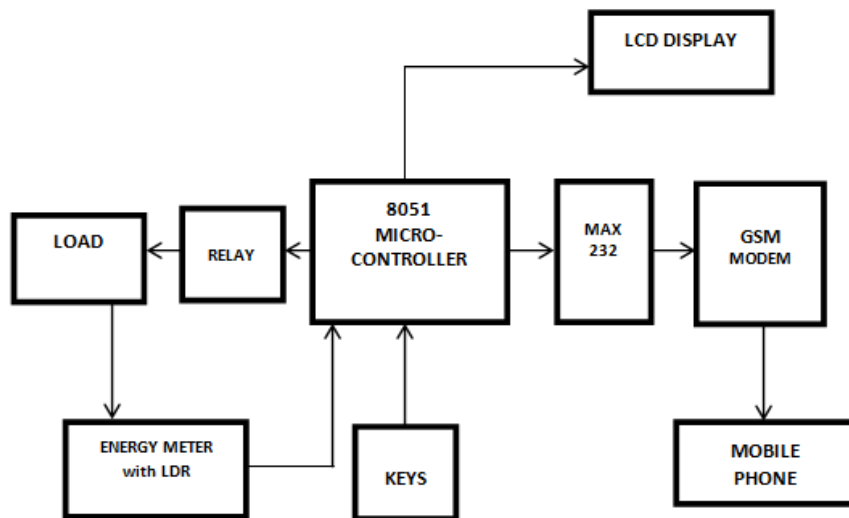 LCD DISPLAY
8051
MICRO-
CONTROLLER
MAX
232
GSM
MODEM
LOAD
RELAY
ENERGY METER
with LDR
KEYS
MOBILE
PHONE